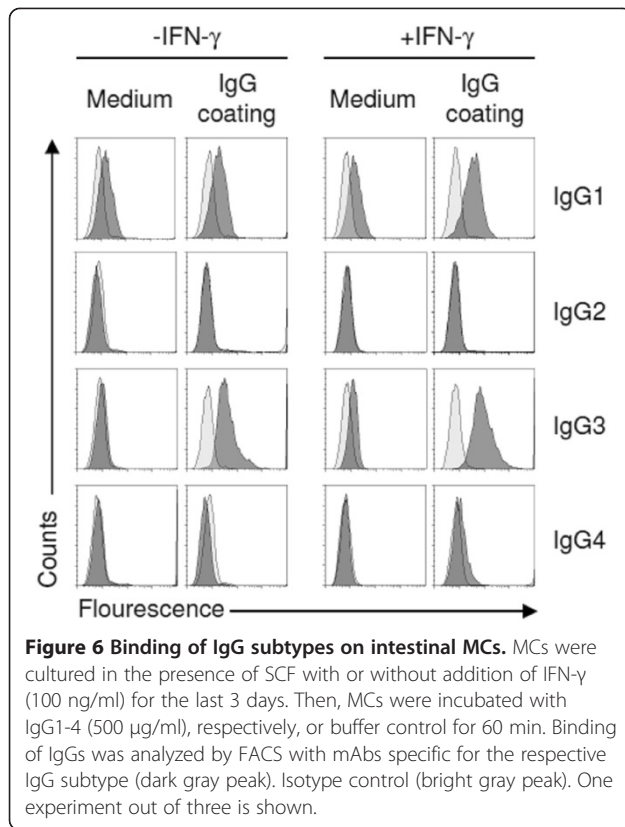 -IFN-γ +IFN-γ
Medium IgG coating Medium IgG coating
IgG1
IgG2
IgG3
IgG4
Counts
Flourescence
Figure 6 Binding of IgG subtypes on intestinal MCs. MCs were
cultured in the presence of SCF with or without addition of IFN-γ
(100 ng/ml) for the last 3 days. Then, MCs were incubated with
IgG1-4 (500 μg/ml), respectively, or buffer control for 60 min. Binding
of IgGs was analyzed by FACS with mAbs specific for the respective
IgG subtype (dark gray peak). Isotype control (bright gray peak). One
experiment out of three is shown.